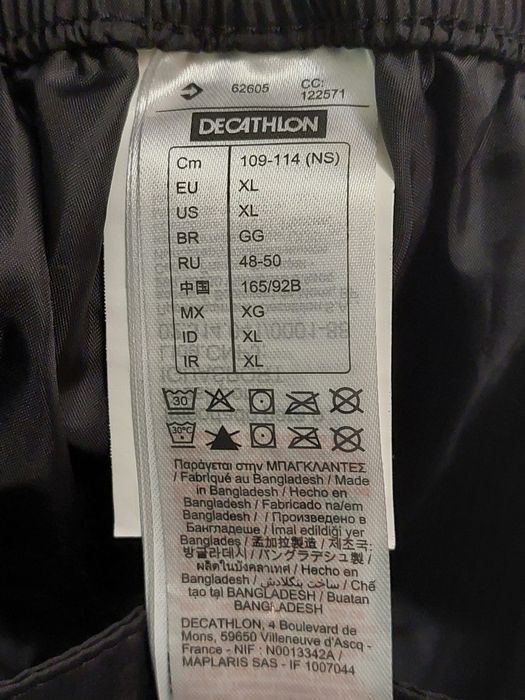 62605 CC:
122571
DECATHLON
Cm 109-114 (NS)
EU XL
US XL
BR GG
RU 48-50
中国 165/92B
MX XG
ID XL
IR XL
30
30°C
Παράγεται στην ΜΠΑΓΚΛΑΝΤΕΣ
/ Fabriqué au Bangladesh / Made
in Bangladesh / Hecho en
Bangladesh / Fabricado na/em
Bangladesh / / Произведено в
Бангладеше / İmal edildiği yer
Bangladeş / 孟加拉製造 / 제조국:
방글라데시 / バングラデシュ製 /
ผลิตในบังคลาเทศ / Hecho en
Bangladesh / ساخت بنگلادش / Chế
tạo tại BANGLADESH / Buatan
BANGLADESH
DECATHLON, 4 Boulevard de
Mons, 59650 Villeneuve d'Ascq -
France - NIF : N0013342A /
MAPLARIS SAS - IF 1007044